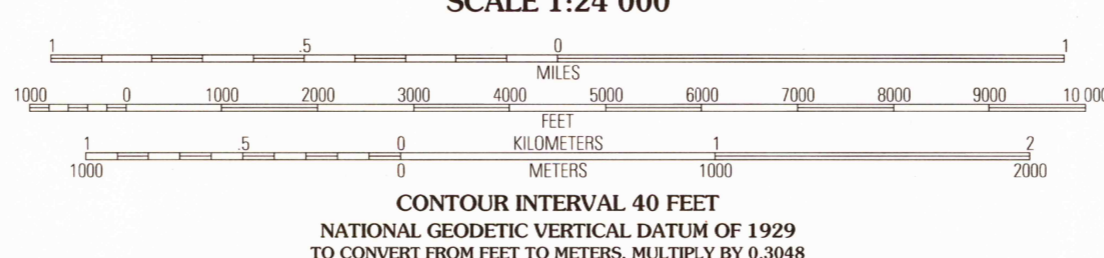 SCALE 1:24 000
1 .5 0 1
MILES
1000 0 1000 2000 3000 4000 5000 6000 7000 8000 9000 10 000
FEET
1 .5 0 KILOMETERS 1 2
1000 0 METERS 1000 2000
CONTOUR INTERVAL 40 FEET
NATIONAL GEODETIC VERTICAL DATUM OF 1929
TO CONVERT FROM FEET TO METERS, MULTIPLY BY 0.3048